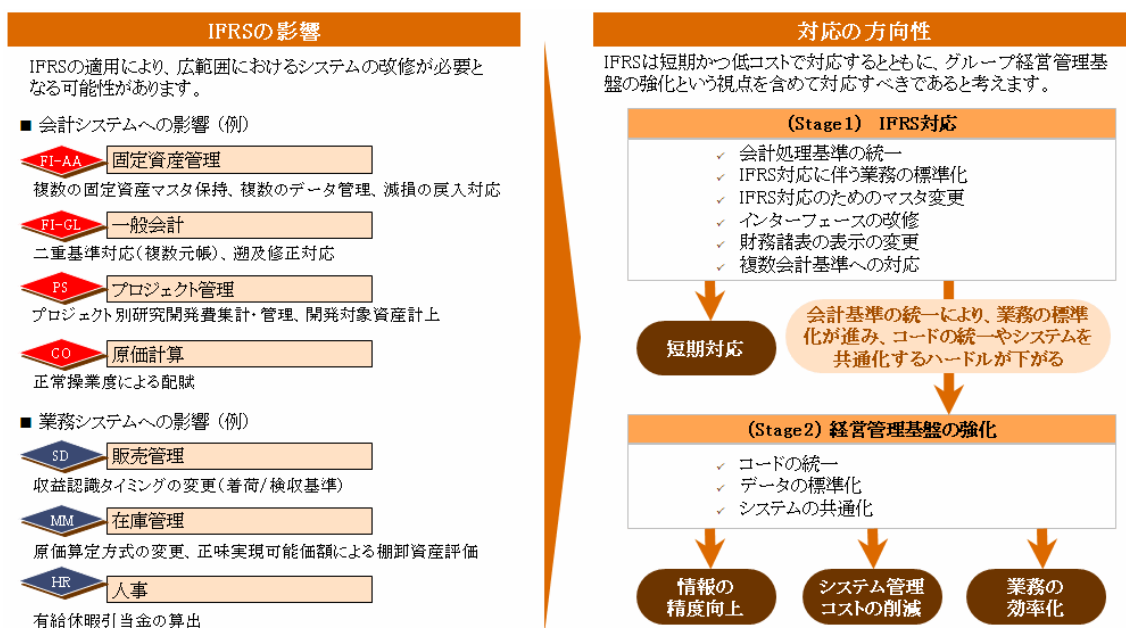 IFRSの影響
IFRSの適用により、広範囲におけるシステムの改修が必要と
なる可能性があります。
■ 会計システムへの影響（例）
FI-AA 固定資産管理
複数の固定資産マスタ保持、複数のデータ管理、減損の戻入対応
FI-GL 一般会計
二重基準対応（複数元帳）、遡及修正対応
PS プロジェクト管理
プロジェクト別研究開発費集計・管理、開発対象資産計上
CO 原価計算
正常操業度による配賦
■ 業務システムへの影響（例）
SD 販売管理
収益認識タイミングの変更（着荷/検収基準）
MM 在庫管理
原価算定方式の変更、正味実現可能価額による棚卸資産評価
HR 人事
有給休暇引当金の算出
対応の方向性
IFRSは短期かつ低コストで対応するとともに、グループ経営管理基
盤の強化という視点を含めて対応すべきであると考えます。
(Stage1) IFRS対応
✓ 会計処理基準の統一
✓ IFRS対応に伴う業務の標準化
✓ IFRS対応のためのマスタ変更
✓ インターフェースの改修
✓ 財務諸表の表示の変更
✓ 複数会計基準への対応
短期対応
会計基準の統一により、業務の標準
化が進み、コードの統一やシステムを
共通化するハードルが下がる
(Stage2) 経営管理基盤の強化
✓ コードの統一
✓ データの標準化
✓ システムの共通化
情報の
精度向上
システム管理
コストの削減
業務の
効率化